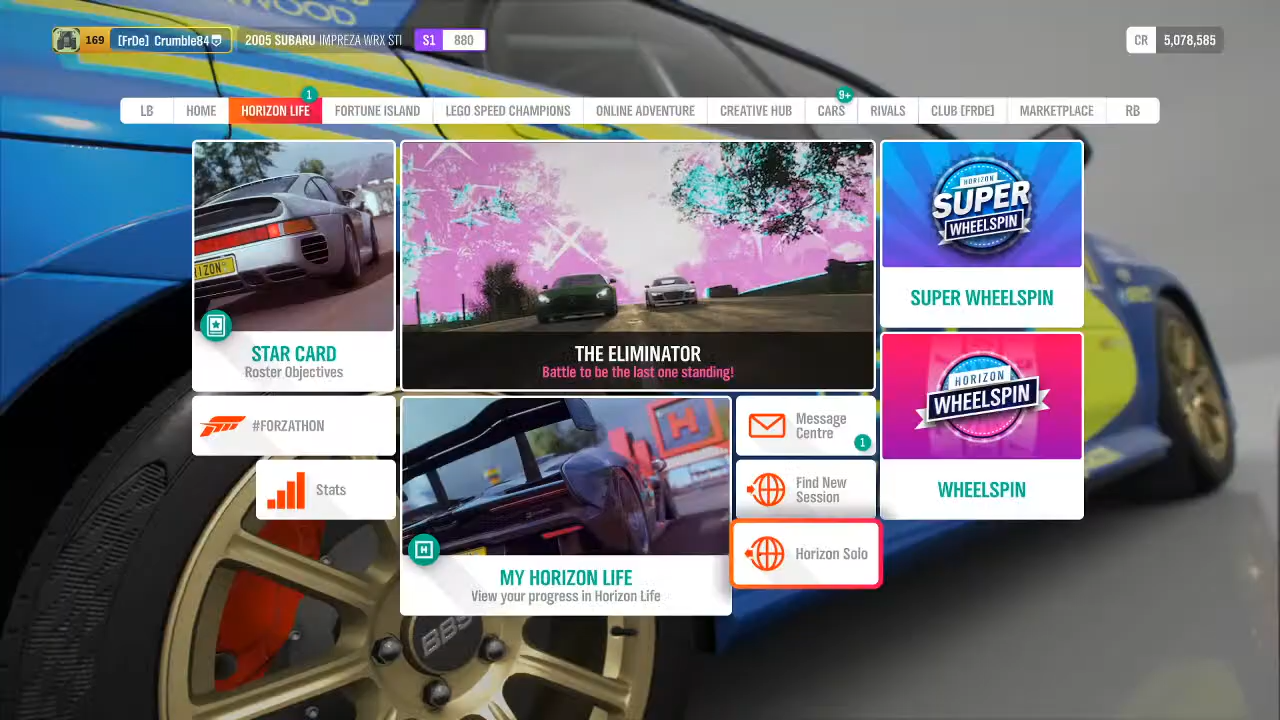 WOOD
169 [FrDe] Crumble84 2005 SUBARU IMPREZA WRX STI S1 880
CR 5,078,585
1
9+
LB HOME HORIZON LIFE FORTUNE ISLAND LEGO SPEED CHAMPIONS ONLINE ADVENTURE CREATIVE HUB CARS RIVALS CLUB [FRDE] MARKETPLACE RB
STAR CARD
Roster Objectives
THE ELIMINATOR
Battle to be the last one standing!
HORIZON
SUPER
WHEELSPIN
SUPER WHEELSPIN
#FORZATHON
Stats
H
MY HORIZON LIFE
View your progress in Horizon Life
Message
Centre
1
Find New
Session
Horizon Solo
HORIZON
WHEELSPIN
WHEELSPIN
BBS